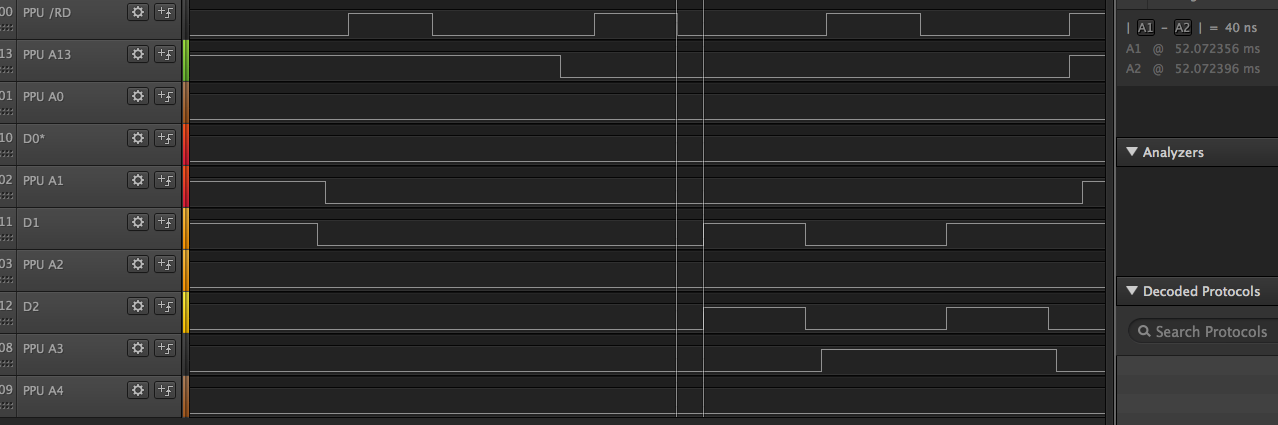 00 PPU /RD
13 PPU A13
01 PPU A0
10 D0*
02 PPU A1
11 D1
03 PPU A2
12 D2
08 PPU A3
09 PPU A4
| A1 - A2 | = 40 ns
A1 @ 52.072356 ms
A2 @ 52.072396 ms
Analyzers
Decoded Protocols
Search Protocols